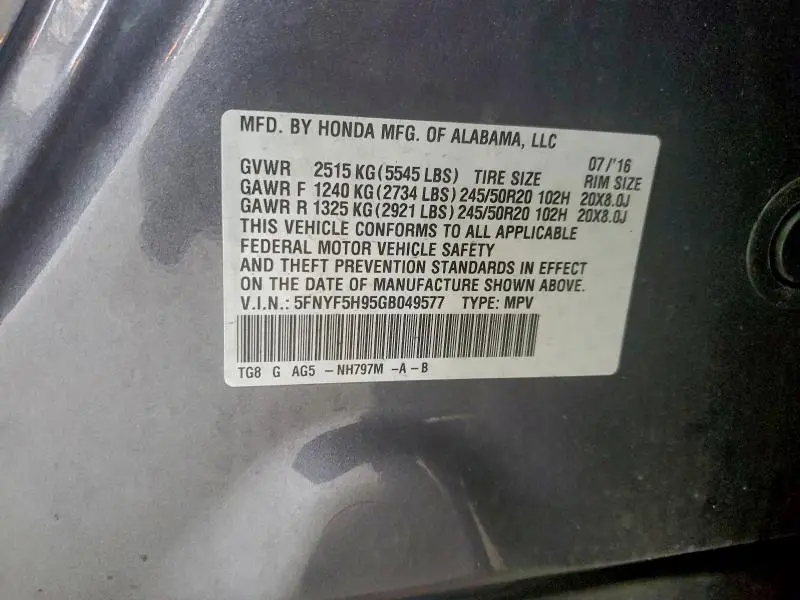 MFD. BY HONDA MFG. OF ALABAMA, LLC
07/'16
GVWR 2515 KG(5545 LBS) TIRE SIZE RIM SIZE
GAWR F 1240 KG(2734 LBS) 245/50R20 102H 20X8.0J
GAWR R 1325 KG(2921 LBS) 245/50R20 102H 20X8.0J
THIS VEHICLE CONFORMS TO ALL APPLICABLE
FEDERAL MOTOR VEHICLE SAFETY
AND THEFT PREVENTION STANDARDS IN EFFECT
ON THE DATE OF MANUFACTURE SHOWN ABOVE.
V.I.N.: 5FNYF5H95GB049577 TYPE: MPV
TG8 G AG5 -NH797M -A-B